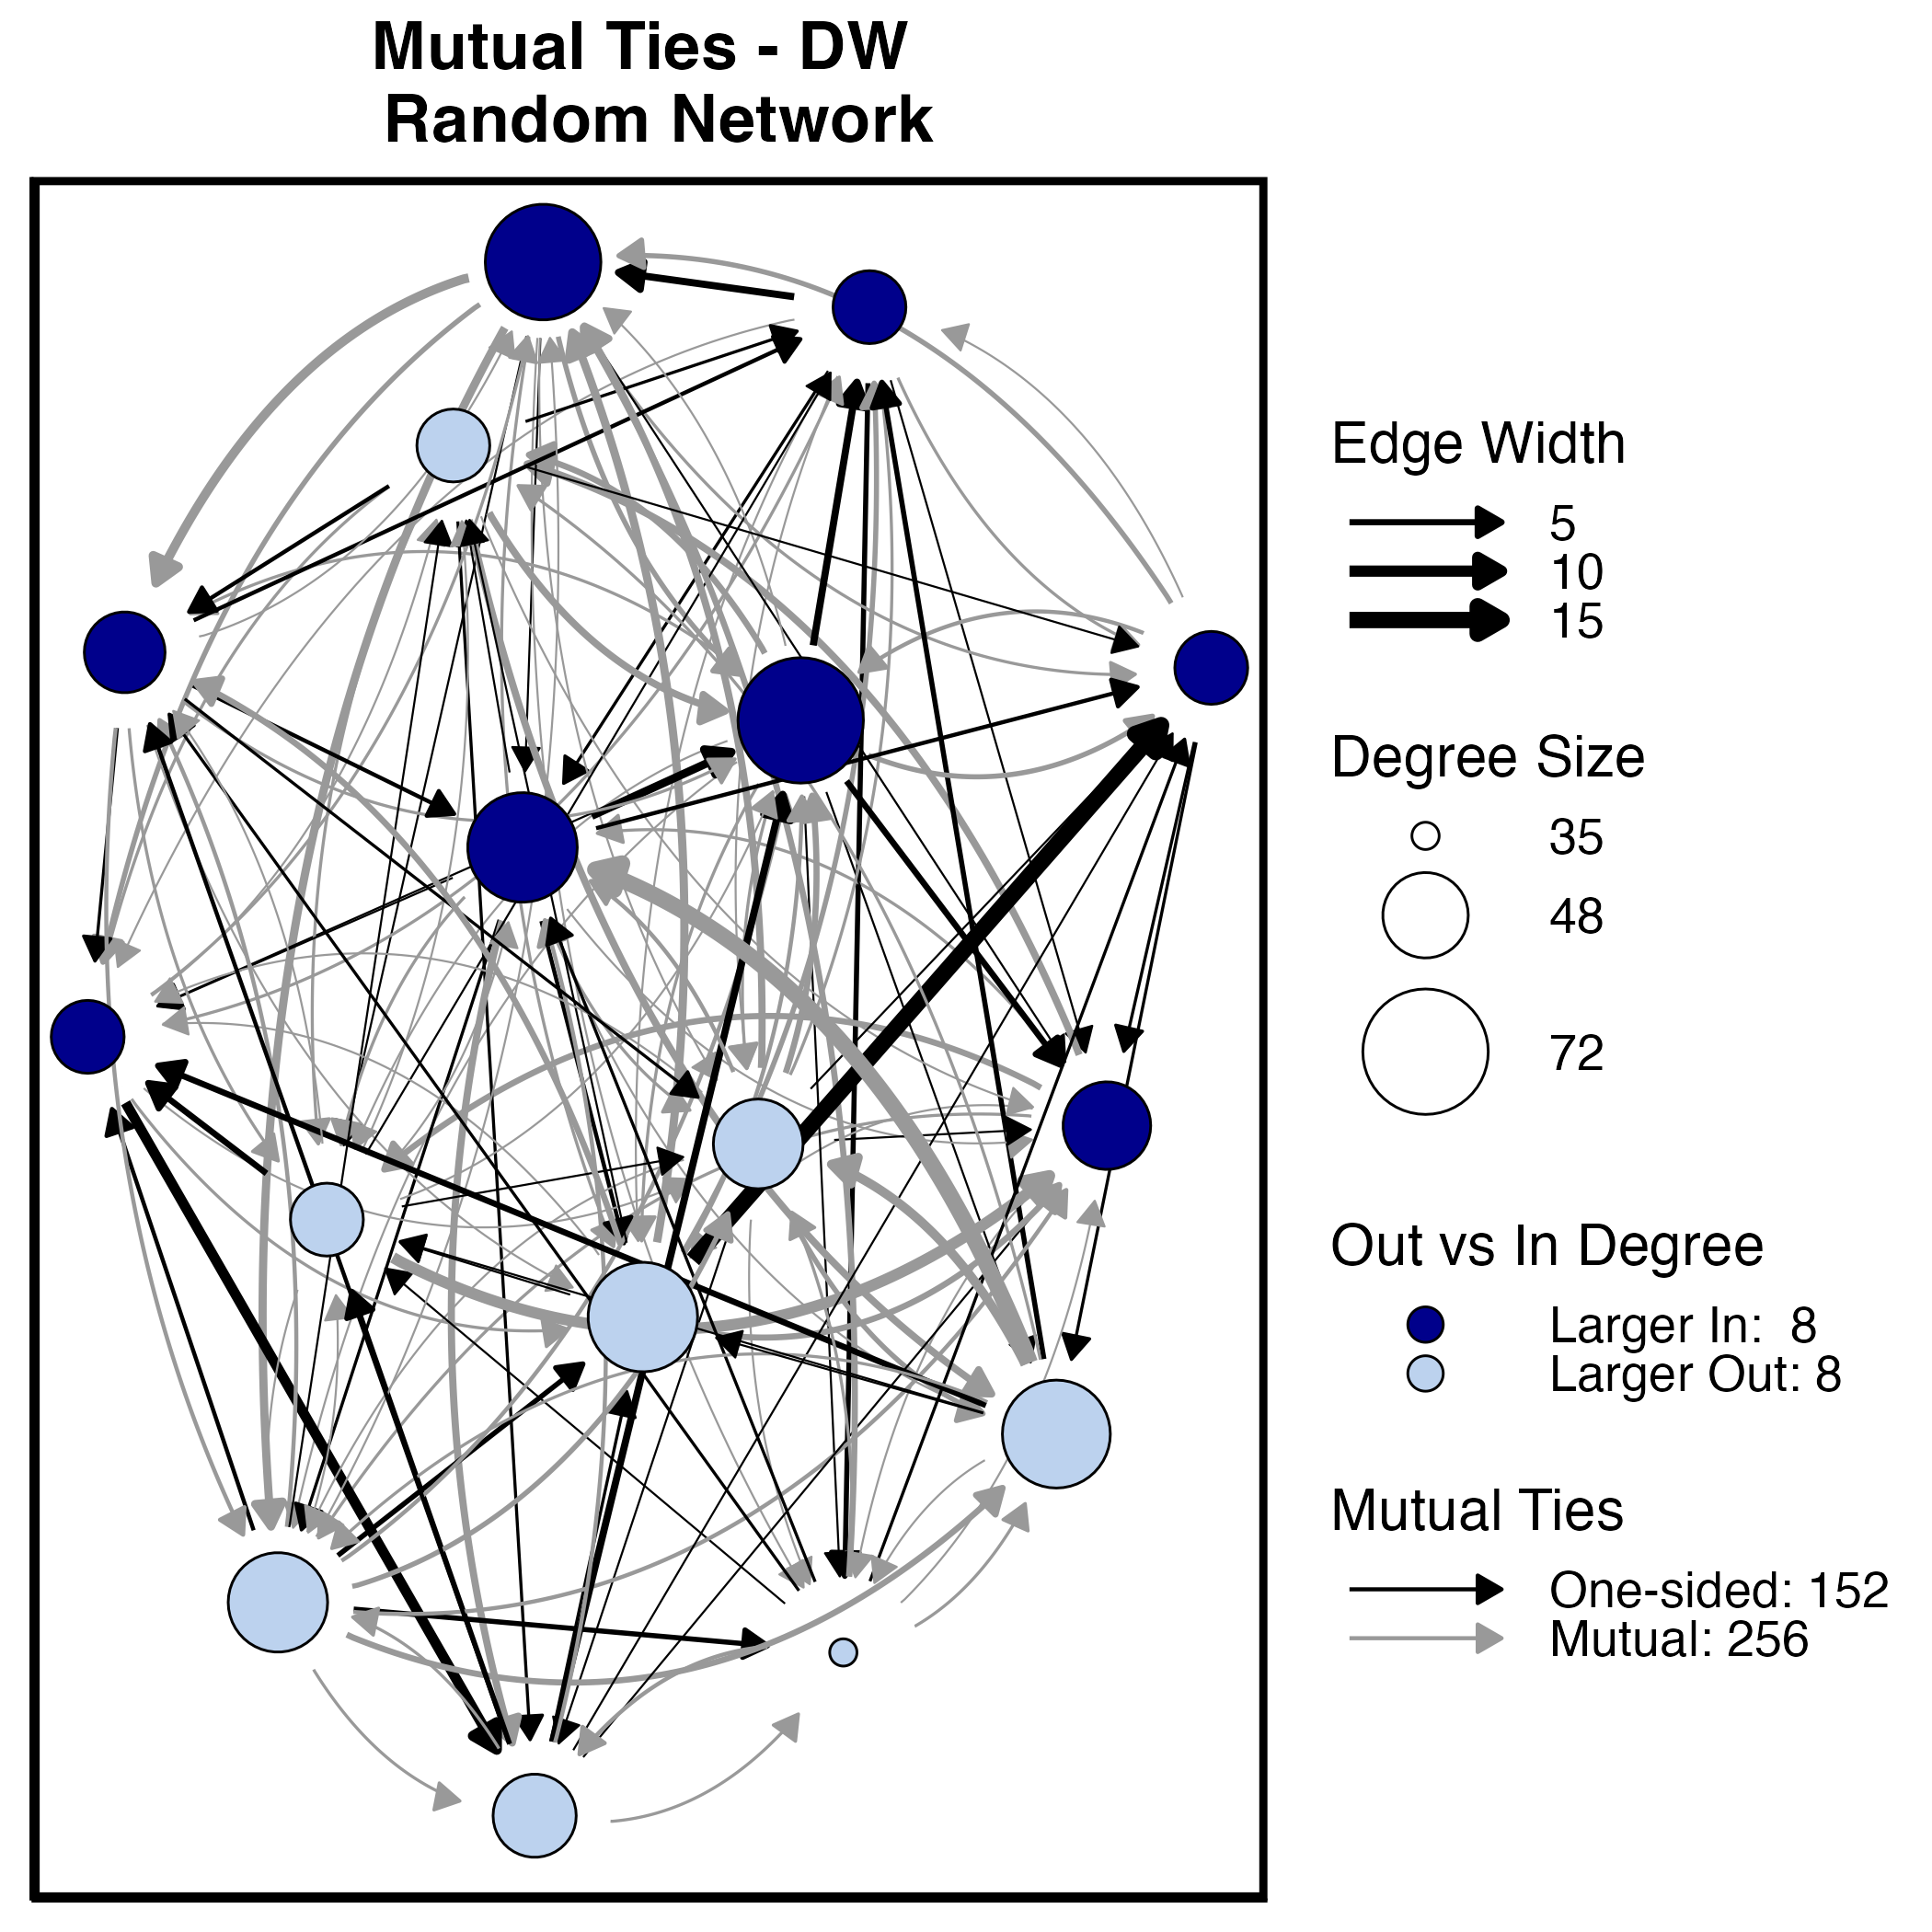 Mutual Ties - DW
Random Network
Edge Width
5
10
15
Degree Size
35
48
72
Out vs In Degree
Larger In: 8
Larger Out: 8
Mutual Ties
One-sided: 152
Mutual: 256